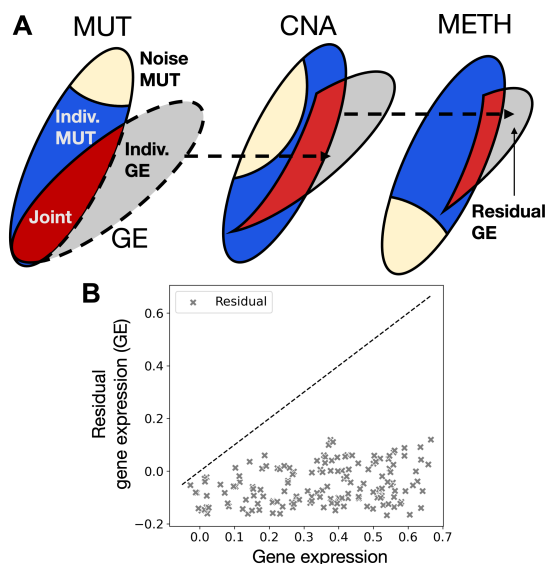 A
MUT
CNA
METH
Noise
MUT
Indiv.
MUT
Indiv.
GE
Joint
GE
Residual
GE
B
Residual
Residual
gene expression (GE)
0.6
0.4
0.2
0.0
−0.2
0.0 0.1 0.2 0.3 0.4 0.5 0.6 0.7
Gene expression